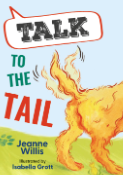 TALK
TO THE
TAIL
Jeanne
Willis
Illustrated by
Isabella Grott